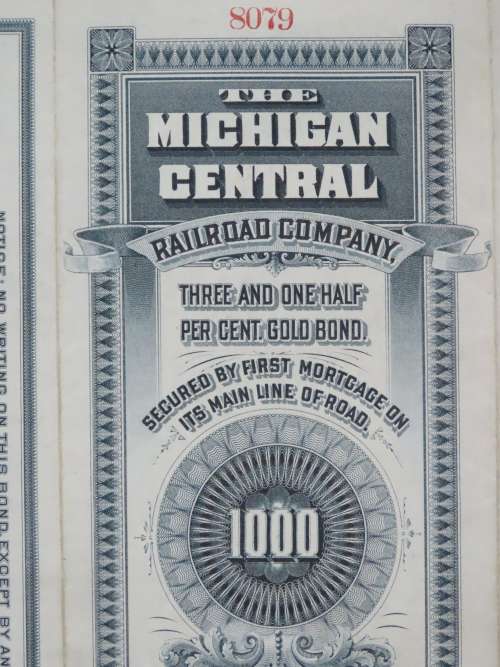 8079
THE
MICHIGAN
CENTRAL
RAILROAD COMPANY.
THREE AND ONE HALF
PER CENT. GOLD BOND.
SECURED BY FIRST MORTGAGE ON
ITS MAIN LINE OF ROAD.
1000
NOTICE: NO WRITING ON THIS BOND, EXCEPT BY AN